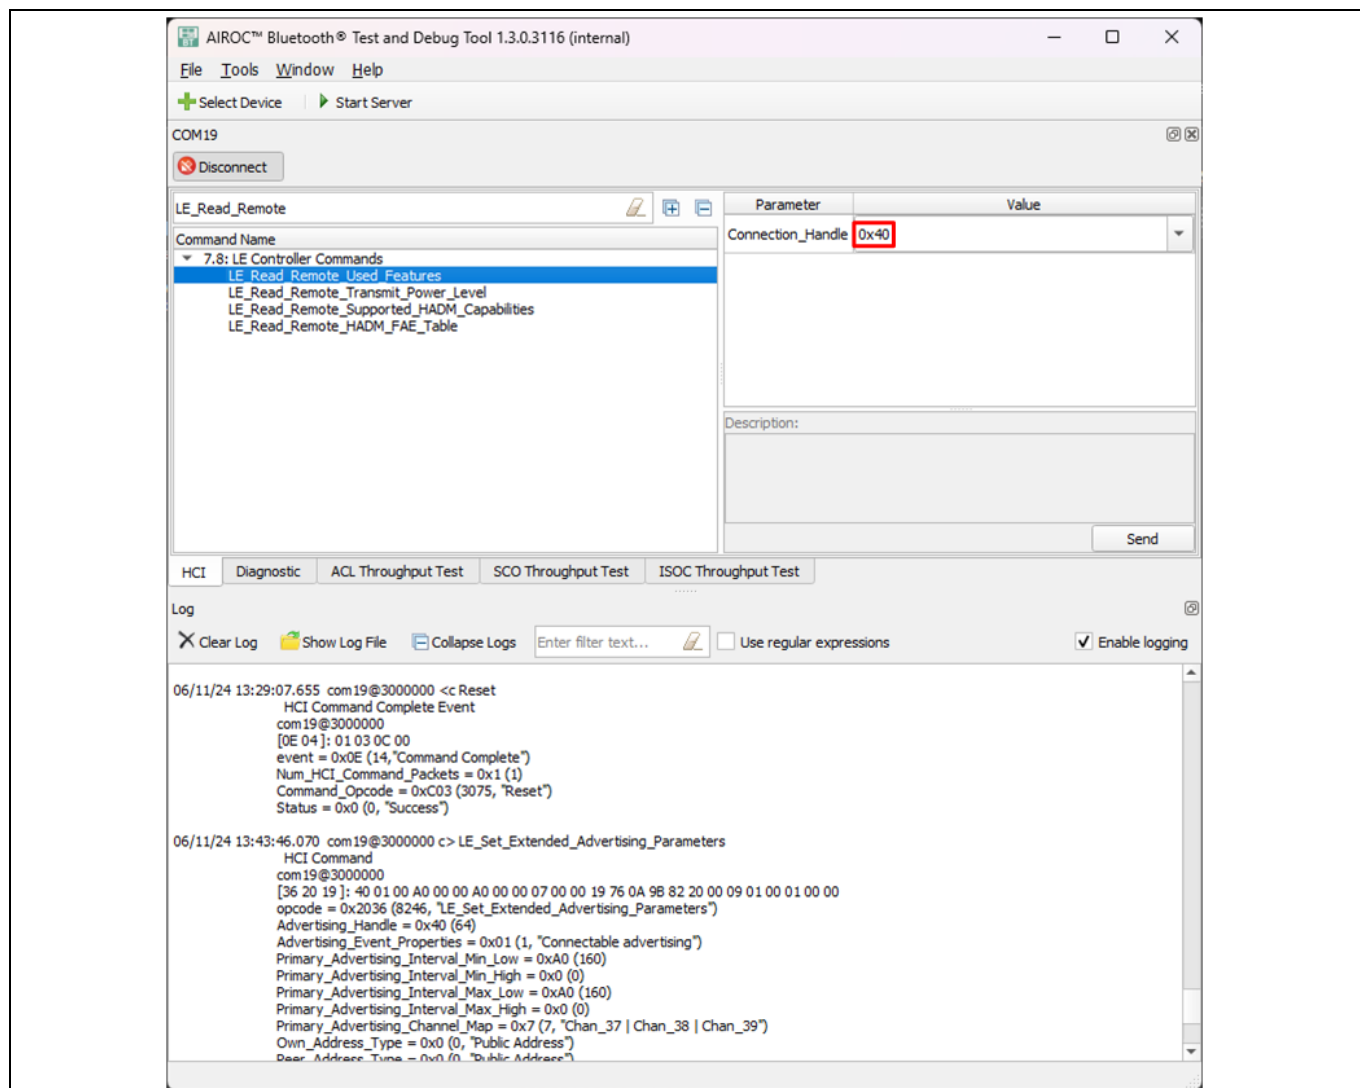 AIROC™ Bluetooth® Test and Debug Tool 1.3.0.3116 (internal)
File Tools Window Help
Select Device Start Server
COM19
Disconnect
LE_Read_Remote
Command Name
7.8: LE Controller Commands
LE_Read_Remote_Used_Features
LE_Read_Remote_Transmit_Power_Level
LE_Read_Remote_Supported_HADM_Capabilities
LE_Read_Remote_HADM_FAE_Table
Parameter Value
Connection_Handle 0x40
Description:
Send
HCI Diagnostic ACL Throughput Test SCO Throughput Test ISOC Throughput Test
Log
Clear Log Show Log File Collapse Logs Enter filter text... Use regular expressions Enable logging
06/11/24 13:29:07.655 com19@3000000 <c Reset
HCI Command Complete Event
com19@3000000
[0E 04 ]: 01 03 0C 00
event = 0x0E (14,"Command Complete")
Num_HCI_Command_Packets = 0x1 (1)
Command_Opcode = 0xC03 (3075, "Reset")
Status = 0x0 (0, "Success")
06/11/24 13:43:46.070 com19@3000000 c> LE_Set_Extended_Advertising_Parameters
HCI Command
com19@3000000
[36 20 19 ]: 40 01 00 A0 00 00 A0 00 00 07 00 00 19 76 0A 9B 82 20 00 09 01 00 01 00 00
opcode = 0x2036 (8246, "LE_Set_Extended_Advertising_Parameters")
Advertising_Handle = 0x40 (64)
Advertising_Event_Properties = 0x01 (1, "Connectable advertising")
Primary_Advertising_Interval_Min_Low = 0xA0 (160)
Primary_Advertising_Interval_Min_High = 0x0 (0)
Primary_Advertising_Interval_Max_Low = 0xA0 (160)
Primary_Advertising_Interval_Max_High = 0x0 (0)
Primary_Advertising_Channel_Map = 0x7 (7, "Chan_37 | Chan_38 | Chan_39")
Own_Address_Type = 0x0 (0, "Public Address")
Peer_Address_Type = 0x0 (0, "Public Address")